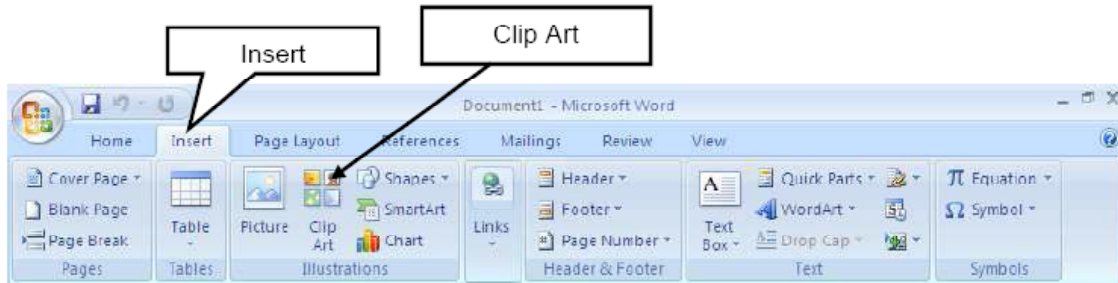 Insert
Clip Art
Document1 - Microsoft Word
Home Insert Page Layout References Mailings Review View
Cover Page
Blank Page
Page Break
Pages
Table
Tables
Picture
Clip
Art
Shapes
SmartArt
Chart
Illustrations
Links
Header
Footer
Page Number
Header & Footer
Text
Box
Quick Parts
WordArt
Drop Cap
Text
π Equation
Ω Symbol
Symbols